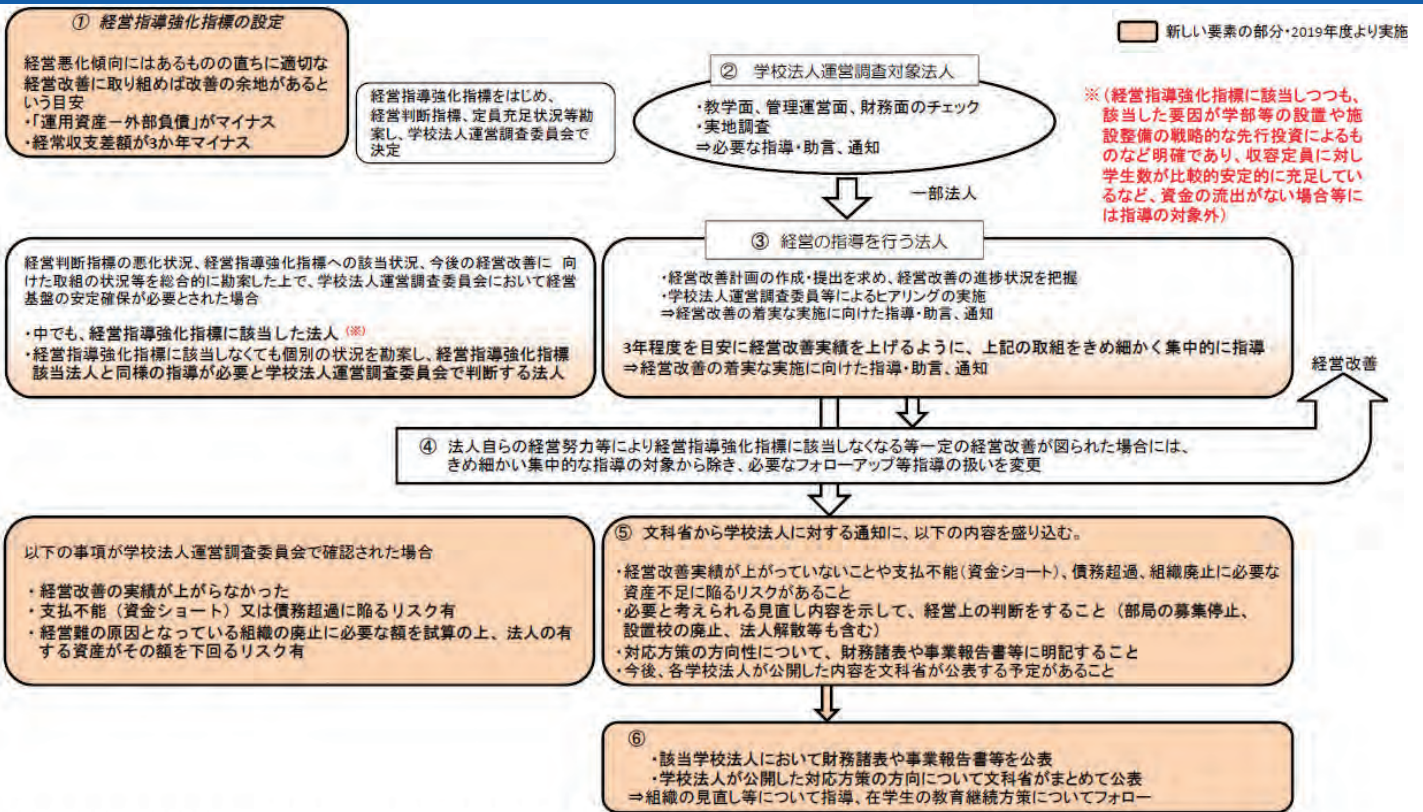 ① 経営指導強化指標の設定
経営悪化傾向にはあるものの直ちに適切な
経営改善に取り組めば改善の余地があると
いう目安
・「運用資産－外部負債」がマイナス
・経常収支差額が3か年マイナス
経営指導強化指標をはじめ、
経営判断指標、定員充足状況等勘
案し、学校法人運営調査委員会で
決定
② 学校法人運営調査対象法人
・教学面、管理運営面、財務面のチェック
・実地調査
⇒必要な指導・助言、通知
新しい要素の部分・2019年度より実施
※（経営指導強化指標に該当しつつも、
該当した要因が学部等の設置や施
設整備の戦略的な先行投資によるも
のなど明確であり、収容定員に対し
学生数が比較的安定的に充足してい
るなど、資金の流出がない場合等に
は指導の対象外）
一部法人
経営判断指標の悪化状況、経営指導強化指標への該当状況、今後の経営改善に 向
けた取組の状況等を総合的に勘案した上で、学校法人運営調査委員会において経営
基盤の安定確保が必要とされた場合
・中でも、経営指導強化指標に該当した法人（※）
・経営指導強化指標に該当しなくても個別の状況を勘案し、経営指導強化指標
該当法人と同様の指導が必要と学校法人運営調査委員会で判断する法人
③ 経営の指導を行う法人
・経営改善計画の作成・提出を求め、経営改善の進捗状況を把握
・学校法人運営調査委員等によるヒアリングの実施
⇒経営改善の着実な実施に向けた指導・助言、通知
3年程度を目安に経営改善実績を上げるように、上記の取組をきめ細かく集中的に指導
⇒経営改善の着実な実施に向けた指導・助言、通知
経営改善
④ 法人自らの経営努力等により経営指導強化指標に該当しなくなる等一定の経営改善が図られた場合には、
きめ細かい集中的な指導の対象から除き、必要なフォローアップ等指導の扱いを変更
以下の事項が学校法人運営調査委員会で確認された場合
・経営改善の実績が上がらなかった
・支払不能（資金ショート）又は債務超過に陥るリスク有
・経営難の原因となっている組織の廃止に必要な額を試算の上、法人の有
する資産がその額を下回るリスク有
⑤ 文科省から学校法人に対する通知に、以下の内容を盛り込む。
・経営改善実績が上がっていないことや支払不能（資金ショート）、債務超過、組織廃止に必要な
資産不足に陥るリスクがあること
・必要と考えられる見直し内容を示して、経営上の判断をすること（部局の募集停止、
設置校の廃止、法人解散等も含む）
・対応方策の方向性について、財務諸表や事業報告書等に明記すること
・今後、各学校法人が公開した内容を文科省が公表する予定があること
⑥
・該当学校法人において財務諸表や事業報告書等を公表
・学校法人が公開した対応方策の方向について文科省がまとめて公表
⇒組織の見直し等について指導、在学生の教育継続方策についてフォロー